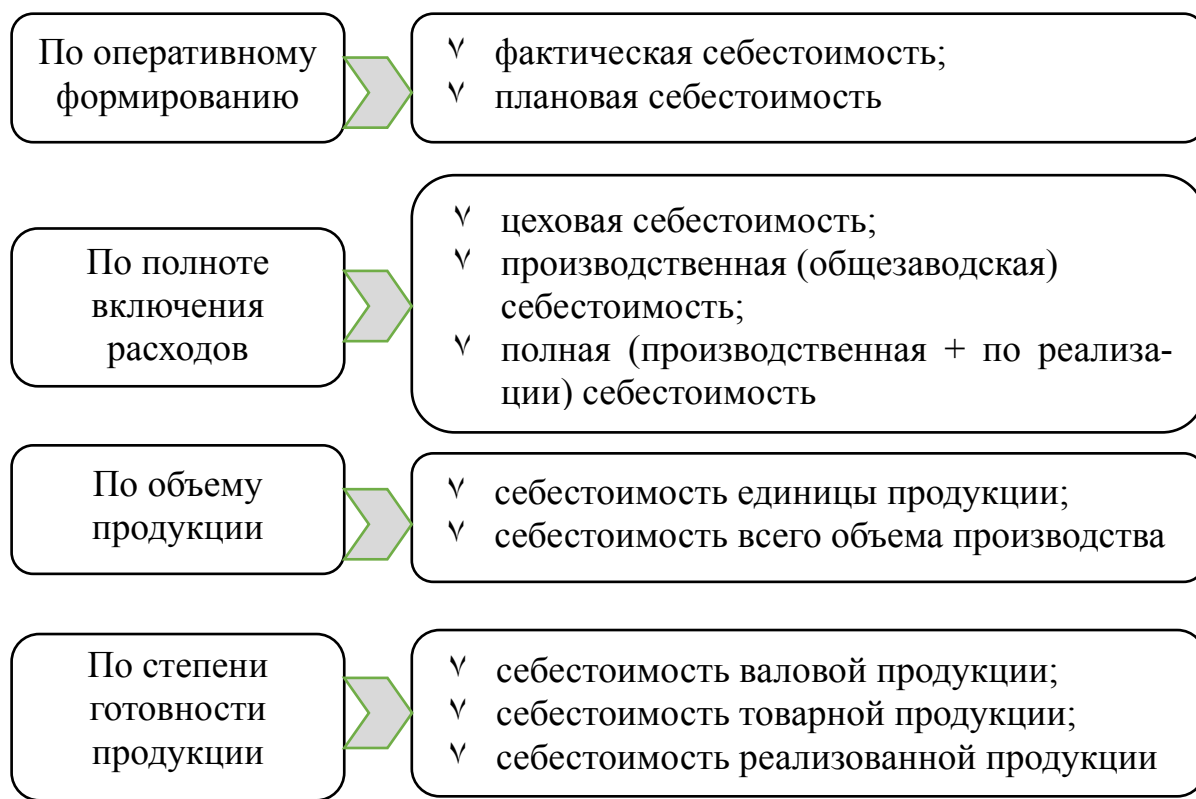 По оперативному
формированию
√ фактическая себестоимость;
√ плановая себестоимость
По полноте
включения
расходов
√ цеховая себестоимость;
√ производственная (общезаводская)
себестоимость;
√ полная (производственная + по реализа-
ции) себестоимость
По объему
продукции
√ себестоимость единицы продукции;
√ себестоимость всего объема производства
По степени
готовности
продукции
√ себестоимость валовой продукции;
√ себестоимость товарной продукции;
√ себестоимость реализованной продукции